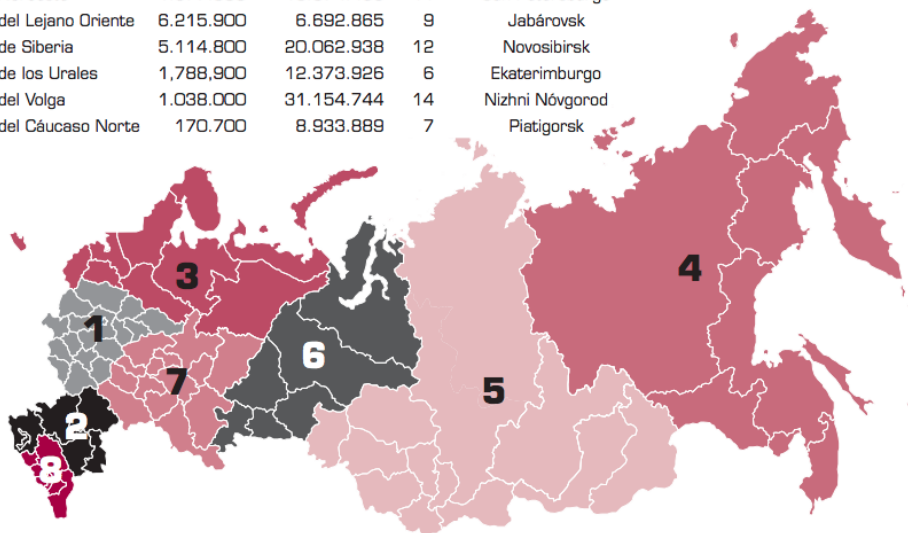 del Lejano Oriente 6.215.900 6.692.865 9 Jabárovsk
de Siberia 5.114.800 20.062.938 12 Novosibirsk
de los Urales 1,788,900 12.373.926 6 Ekaterimburgo
del Volga 1.038.000 31.154.744 14 Nizhni Nóvgorod
del Cáucaso Norte 170.700 8.933.889 7 Piatigorsk
3
4
1
6
7
5
2
8